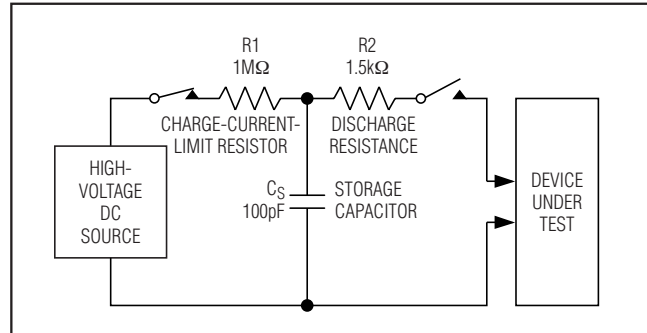 R1
1MΩ
R2
1.5kΩ
CHARGE-CURRENT-
LIMIT RESISTOR
DISCHARGE
RESISTANCE
HIGH-
VOLTAGE
DC
SOURCE
CS
100pF
STORAGE
CAPACITOR
DEVICE
UNDER
TEST